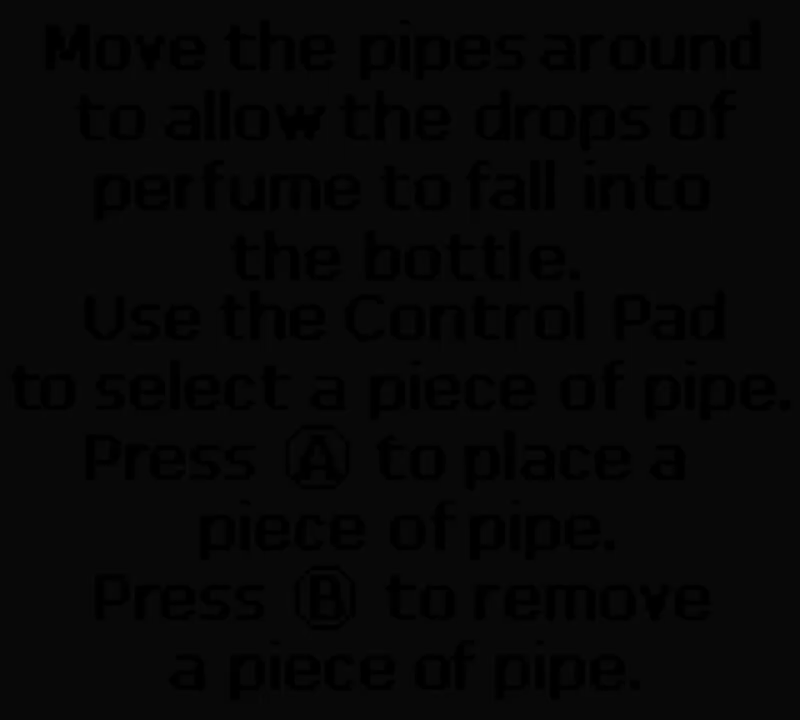 Move the pipes around
to allow the drops of
perfume to fall into
the bottle.
Use the Control Pad
to select a piece of pipe.
Press Ⓐ to place a
piece of pipe.
Press Ⓑ to remove
a piece of pipe.